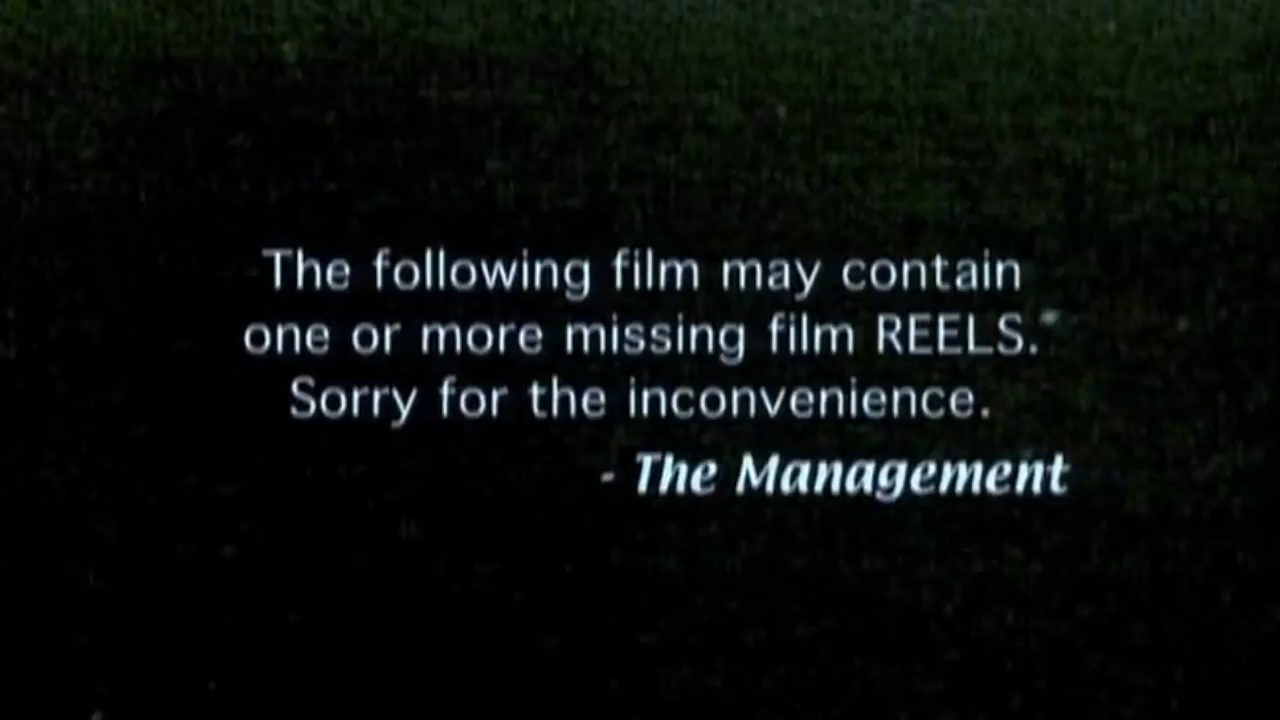 The following film may contain
one or more missing film REELS.
Sorry for the inconvenience.
- The Management